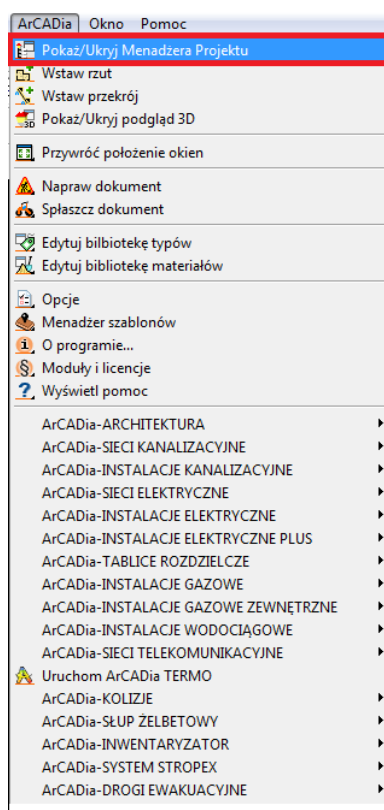 ArCADia Okno Pomoc
Pokaż/Ukryj Menadżera Projektu
Wstaw rzut
Wstaw przekrój
Pokaż/Ukryj podgląd 3D
Przywróć położenie okien
Napraw dokument
Spłaszcz dokument
Edytuj bilbiotekę typów
Edytuj bibliotekę materiałów
Opcje
Menadżer szablonów
O programie...
Moduły i licencje
Wyświetl pomoc
ArCADia-ARCHITEKTURA
ArCADia-SIECI KANALIZACYJNE
ArCADia-INSTALACJE KANALIZACYJNE
ArCADia-SIECI ELEKTRYCZNE
ArCADia-INSTALACJE ELEKTRYCZNE
ArCADia-INSTALACJE ELEKTRYCZNE PLUS
ArCADia-TABLICE ROZDZIELCZE
ArCADia-INSTALACJE GAZOWE
ArCADia-INSTALACJE GAZOWE ZEWNĘTRZNE
ArCADia-INSTALACJE WODOCIĄGOWE
ArCADia-SIECI TELEKOMUNIKACYJNE
Uruchom ArCADia TERMO
ArCADia-KOLIZJE
ArCADia-SŁUP ŻELBETOWY
ArCADia-INWENTARYZATOR
ArCADia-SYSTEM STROPEX
ArCADia-DROGI EWAKUACYJNE